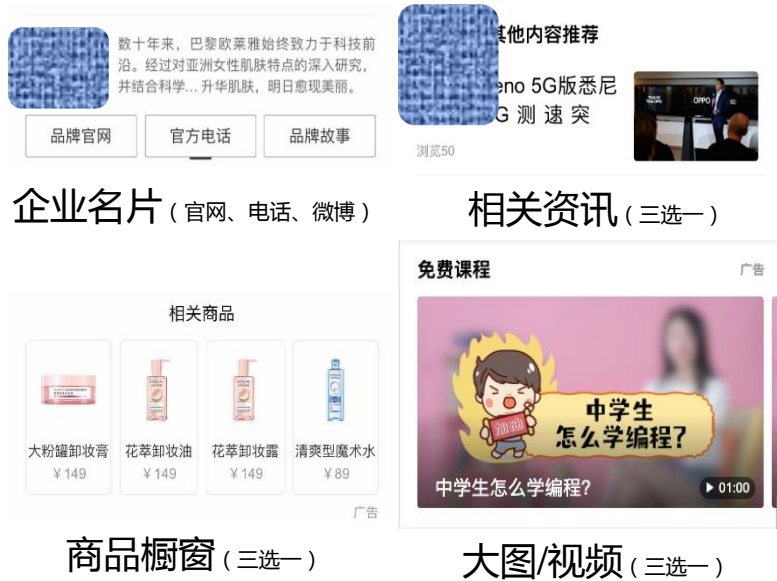 数十年来，巴黎欧莱雅始终致力于科技前
沿。经过对亚洲女性肌肤特点的深入研究，
并结合科学... 升华肌肤，明日愈现美丽。
品牌官网
官方电话
品牌故事
企业名片（官网、电话、微博）
其他内容推荐
eno 5G版悉尼
G 测 速 突
OPPO
浏览50
相关资讯（三选一）
相关商品
大粉罐卸妆膏
花萃卸妆油
花萃卸妆露
清爽型魔术水
￥149
￥149
￥149
￥89
广告
商品橱窗（三选一）
免费课程
广告
加油
中学生
怎么学编程?
中学生怎么学编程?
01:00
大图/视频（三选一）